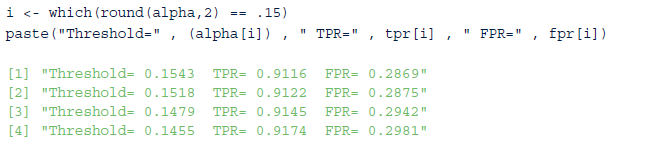 i <- which(round(alpha,2) == .15)
paste("Threshold=" , (alpha[i]) , " TPR=" , tpr[i] , " FPR=" , fpr[i])
[1] "Threshold= 0.1543  TPR= 0.9116  FPR= 0.2869"
[2] "Threshold= 0.1518  TPR= 0.9122  FPR= 0.2875"
[3] "Threshold= 0.1479  TPR= 0.9145  FPR= 0.2942"
[4] "Threshold= 0.1455  TPR= 0.9174  FPR= 0.2981"